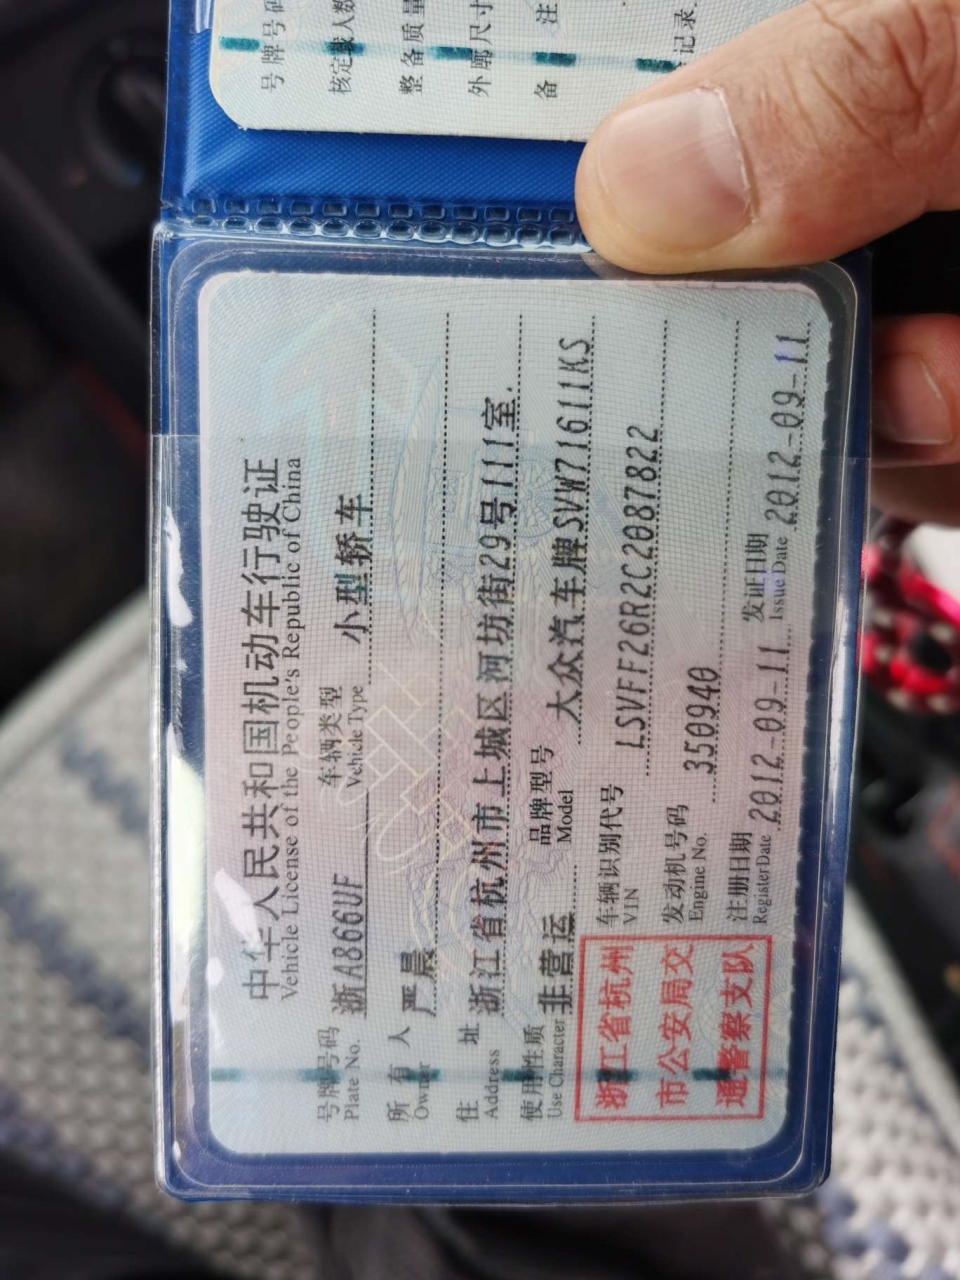 号牌号码
核定载人数
整备质量
外廓尺寸
备注
记录
中华人民共和国机动车行驶证
Vehicle License of the People's Republic of China
号牌号码 浙A866UF 车辆类型 小型轿车
Plate No. Vehicle Type
所有人 严晨
Owner
住址 浙江省杭州市上城区河坊街29号111室.
Address
使用性质 非营运 品牌型号 大众汽车牌SVW71611KS
Use Character Model
车辆识别代号 LSVFF26R2C2087822
VIN
发动机号码 350940
Engine No.
注册日期 2012-09-11 发证日期 2012-09-11
Register Date Issue Date
浙江省杭州
市公安局交
通警察支队